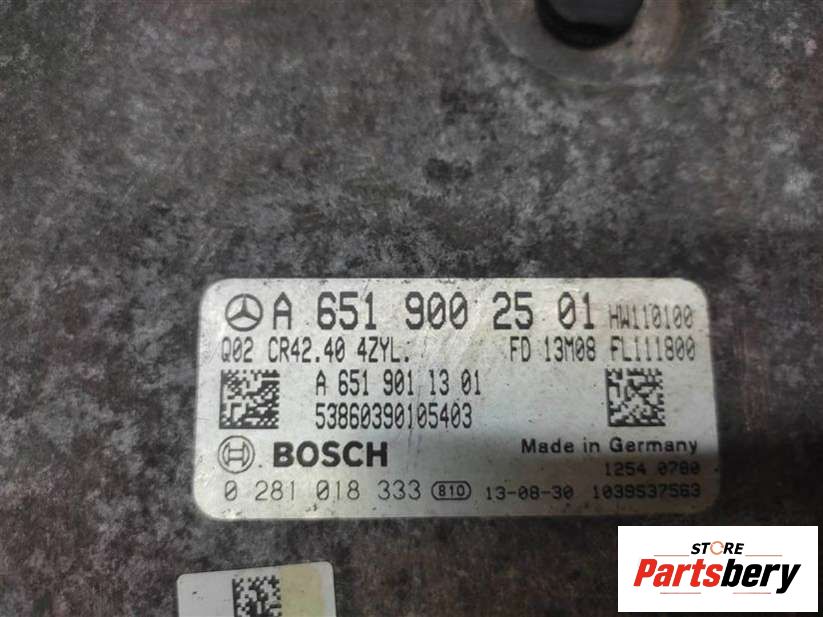 A 651 900 25 01 HW110100
Q02 CR42.40 4ZYL. FD 13M08 FL111800
A 651 901 13 01
53860390105403
BOSCH Made in Germany
1254 0780
0 281 018 333 810 13-08-30 1039S37563
STORE
Partsbery